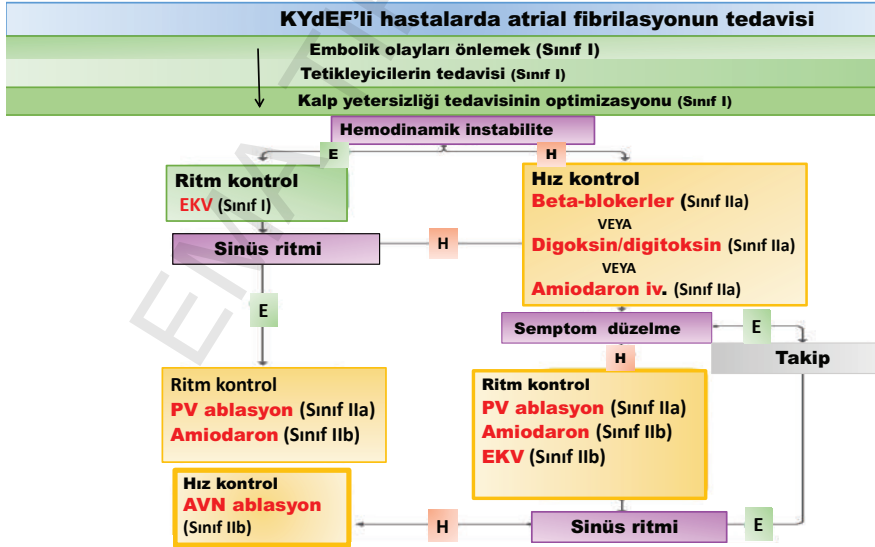 KYdEF'li hastalarda atrial fibrilasyonun tedavisi
Embolik olayları önlemek (Sınıf I)
Tetikleyicilerin tedavisi (Sınıf I)
Kalp yetersizliği tedavisinin optimizasyonu (Sınıf I)
Hemodinamik instabilite
E
H
Ritm kontrol
EKV (Sınıf I)
Hız kontrol
Beta-blokerler (Sınıf IIa)
VEYA
Digoksin/digitoksin (Sınıf IIa)
VEYA
Amiodaron iv. (Sınıf IIa)
Sinüs ritmi
H
E
Semptom düzelme
E
H
Takip
Ritm kontrol
PV ablasyon (Sınıf IIa)
Amiodaron (Sınıf IIb)
Ritm kontrol
PV ablasyon (Sınıf IIa)
Amiodaron (Sınıf IIb)
EKV (Sınıf IIb)
Hız kontrol
AVN ablasyon
(Sınıf IIb)
H
Sinüs ritmi
E